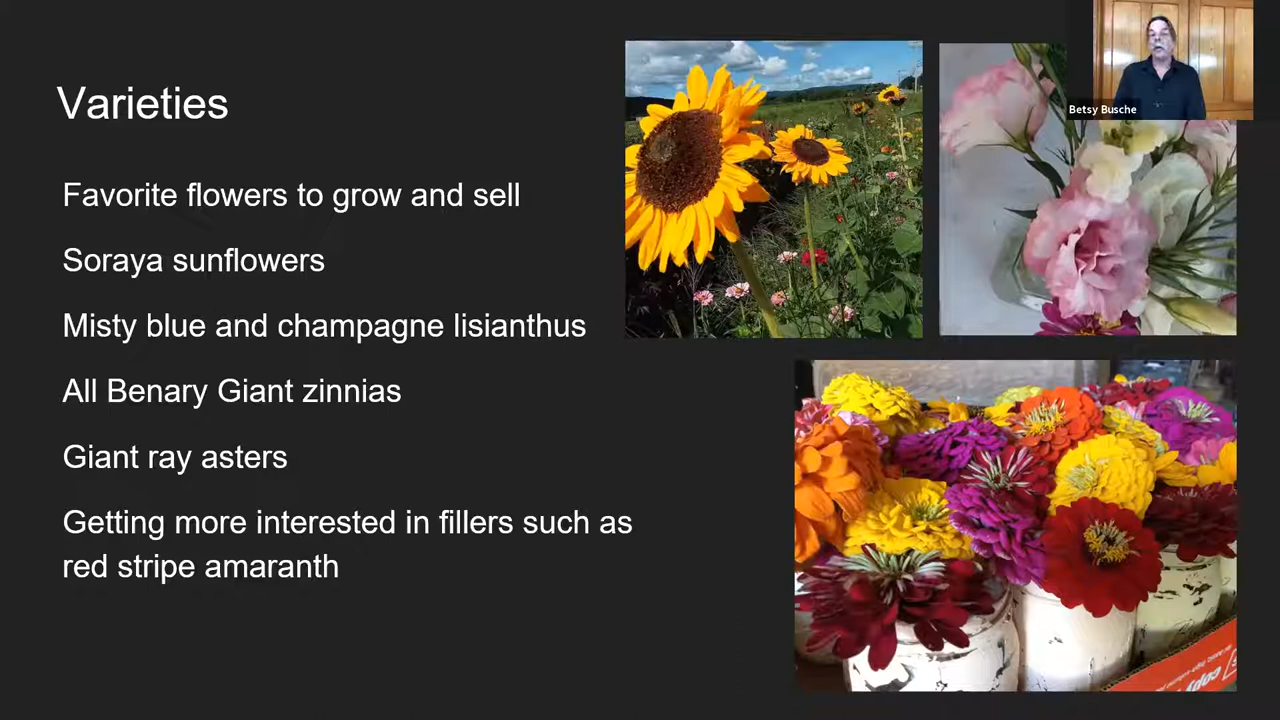 Varieties
Favorite flowers to grow and sell
Soraya sunflowers
Misty blue and champagne lisianthus
All Benary Giant zinnias
Giant ray asters
Getting more interested in fillers such as
red stripe amaranth
Betsy Busche